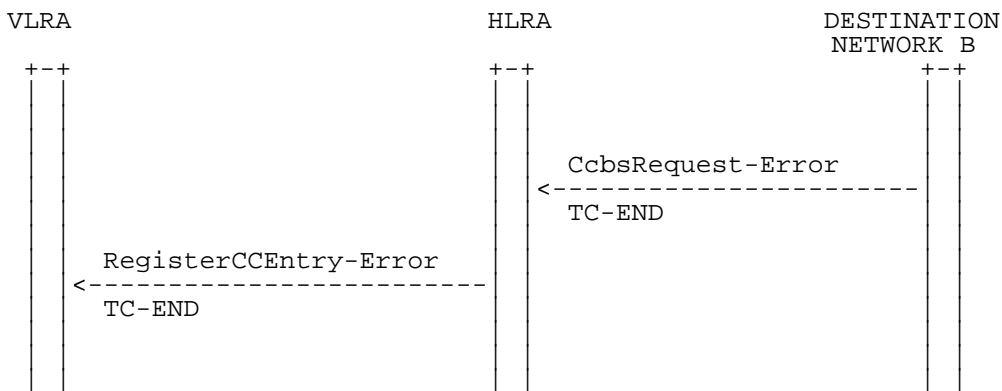 VLRA HLRA DESTINATION
NETWORK B
CcbsRequest-Error
TC-END
RegisterCCEntry-Error
TC-END